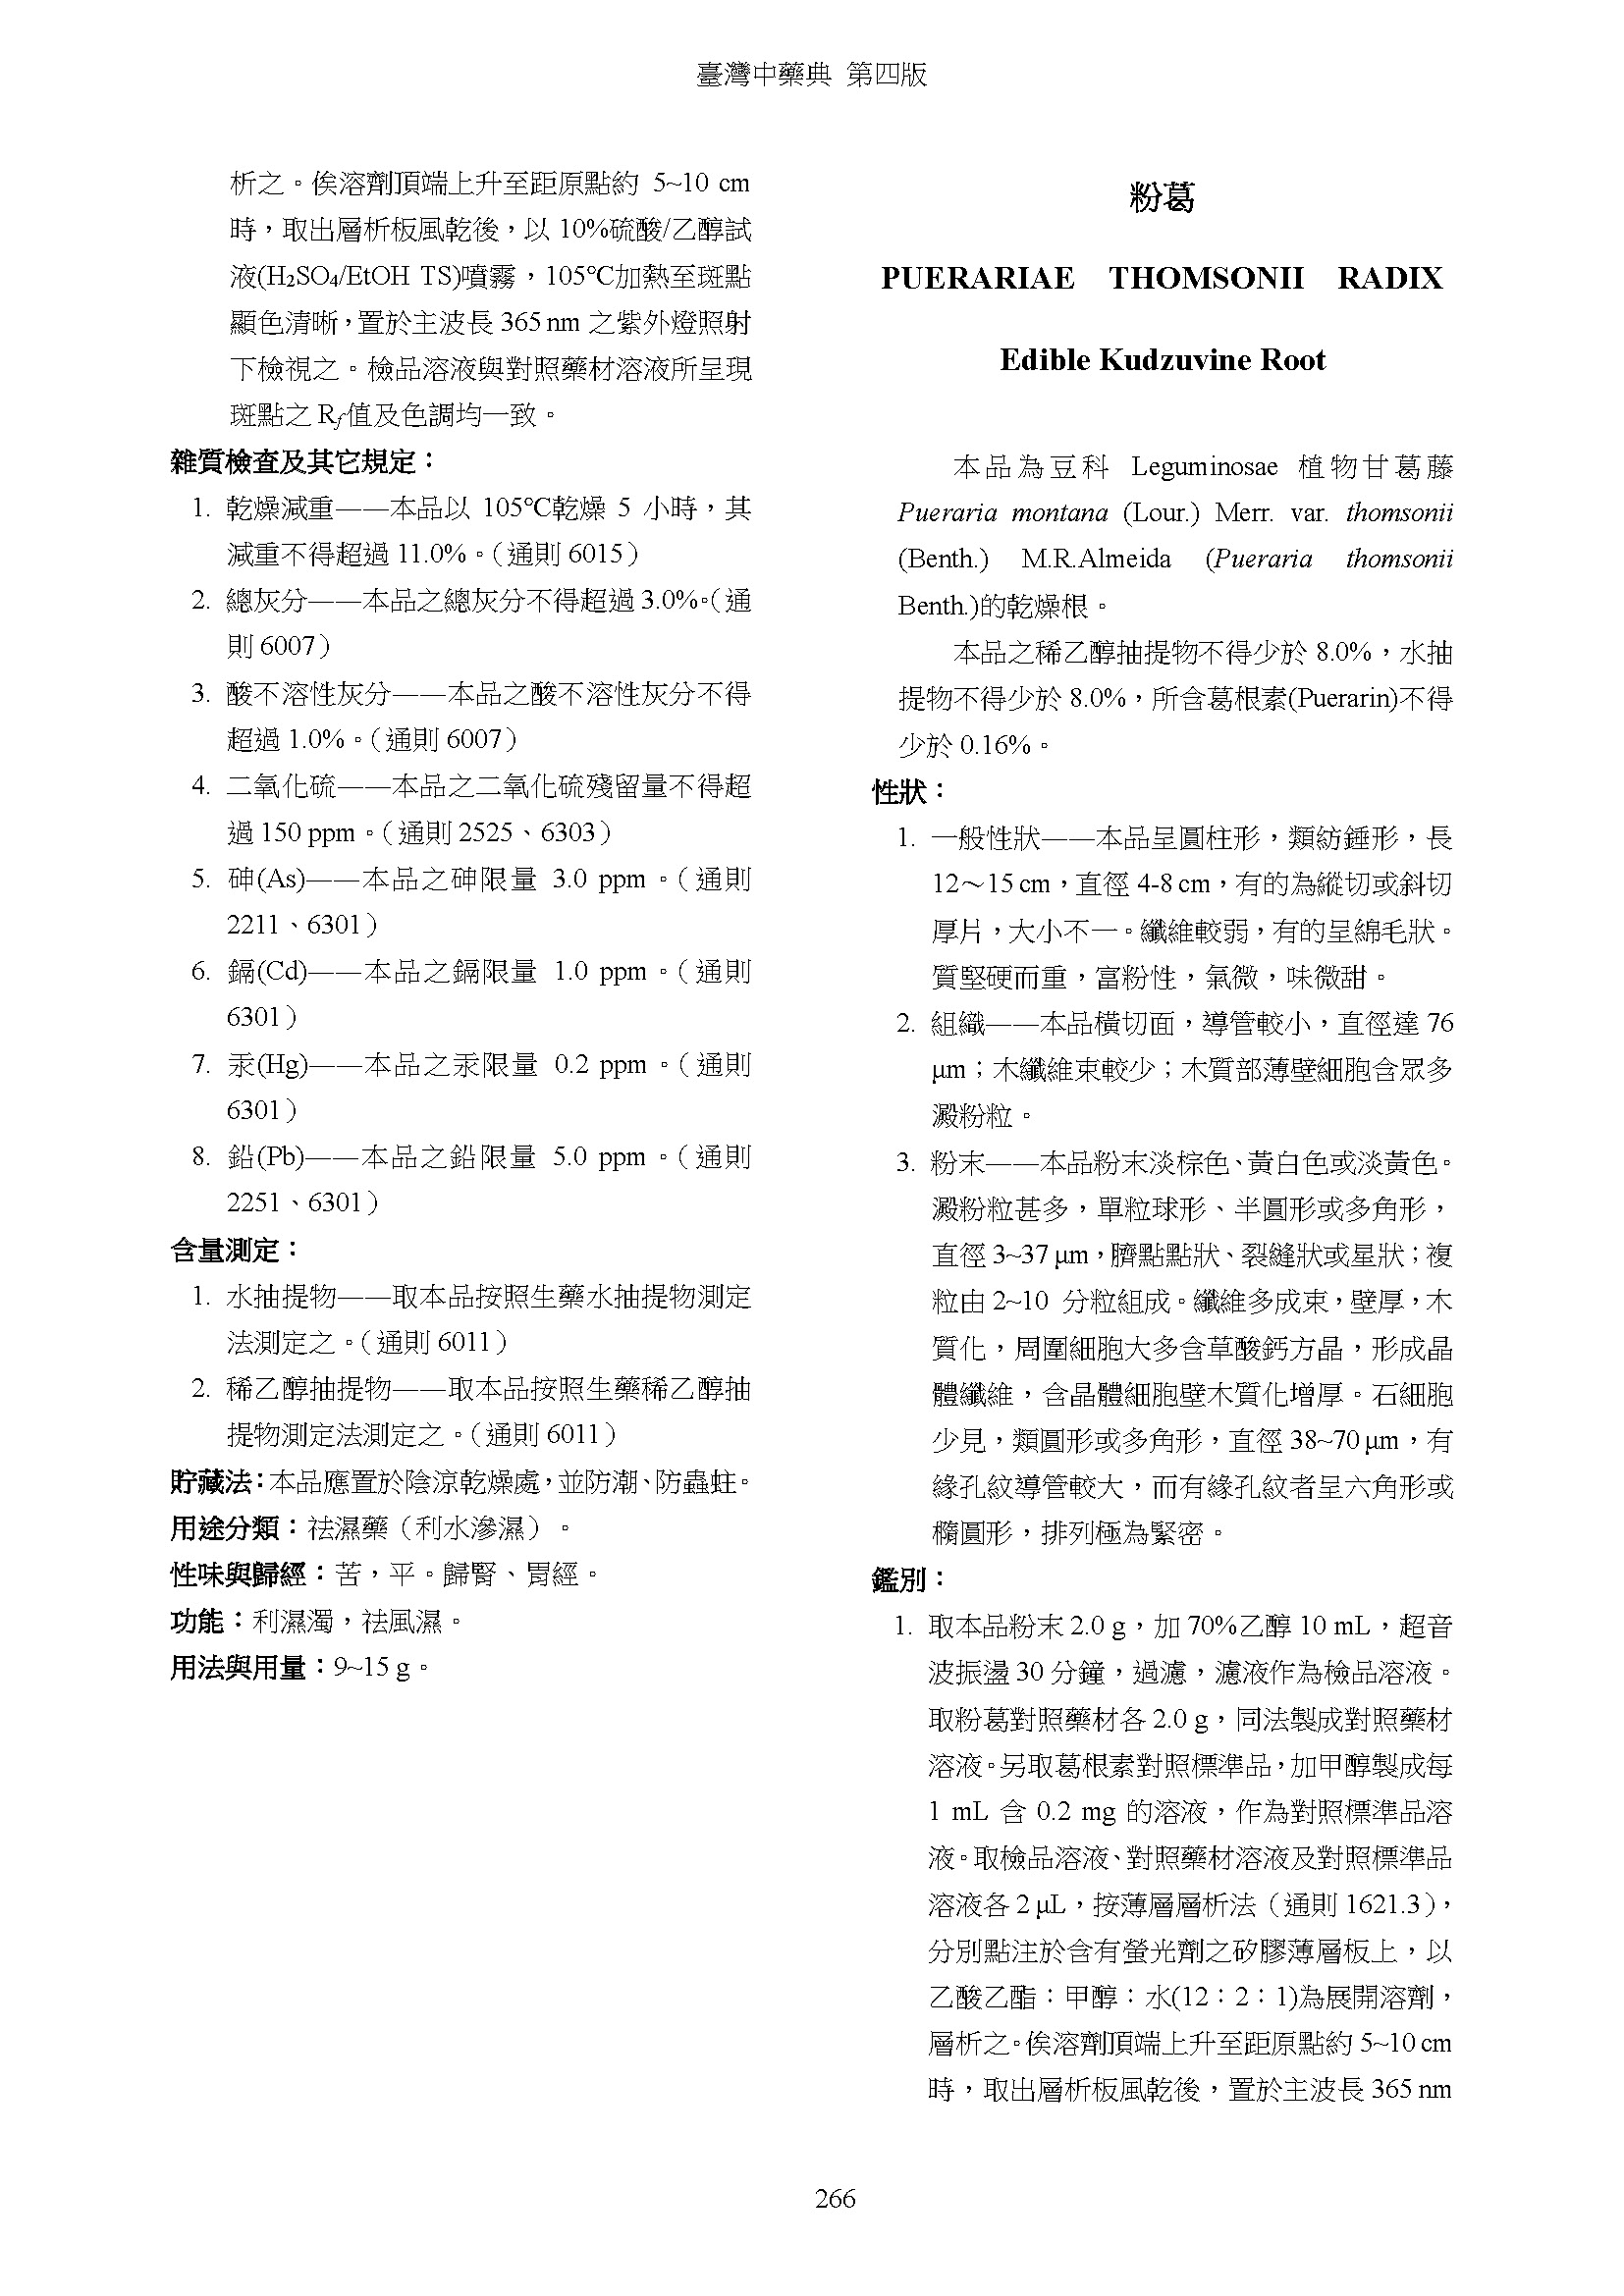 臺灣中藥典 第四版
析之。俟溶劑頂端上升至距原點約 5~10 cm
時，取出層析板風乾後，以 10%硫酸/乙醇試
液(H₂SO₄/EtOH TS)噴霧，105℃加熱至斑點
顯色清晰，置於主波長 365 nm 之紫外燈照射
下檢視之。檢品溶液與對照藥材溶液所呈現
斑點之 Rf值及色調均一致。
雜質檢查及其它規定：
1. 乾燥減重——本品以 105℃乾燥 5 小時，其
減重不得超過 11.0%。（通則 6015）
2. 總灰分——本品之總灰分不得超過 3.0%。（通
則 6007）
3. 酸不溶性灰分——本品之酸不溶性灰分不得
超過 1.0%。（通則 6007）
4. 二氧化硫——本品之二氧化硫殘留量不得超
過 150 ppm。（通則 2525、6303）
5. 砷(As)——本品之砷限量 3.0 ppm。（通則
2211、6301）
6. 鎘(Cd)——本品之鎘限量 1.0 ppm。（通則
6301）
7. 汞(Hg)——本品之汞限量 0.2 ppm。（通則
6301）
8. 鉛(Pb)——本品之鉛限量 5.0 ppm。（通則
2251、6301）
含量測定：
1. 水抽提物——取本品按照生藥水抽提物測定
法測定之。（通則 6011）
2. 稀乙醇抽提物——取本品按照生藥稀乙醇抽
提物測定法測定之。（通則 6011）
貯藏法：本品應置於陰涼乾燥處，並防潮、防蟲蛀。
用途分類：祛濕藥（利水滲濕）。
性味與歸經：苦，平。歸腎、胃經。
功能：利濕濁，祛風濕。
用法與用量：9~15 g。
粉葛
PUERARIAE THOMSONII RADIX
Edible Kudzuvine Root
本品為豆科 Leguminosae 植物甘葛藤
Pueraria montana (Lour.) Merr. var. thomsonii
(Benth.) M.R.Almeida (Pueraria thomsonii
Benth.)的乾燥根。
本品之稀乙醇抽提物不得少於 8.0%，水抽
提物不得少於 8.0%，所含葛根素(Puerarin)不得
少於 0.16%。
性狀：
1. 一般性狀——本品呈圓柱形，類紡錘形，長
12～15 cm，直徑 4-8 cm，有的為縱切或斜切
厚片，大小不一。纖維較弱，有的呈綿毛狀。
質堅硬而重，富粉性，氣微，味微甜。
2. 組織——本品橫切面，導管較小，直徑達 76
μm；木纖維束較少；木質部薄壁細胞含眾多
澱粉粒。
3. 粉末——本品粉末淡棕色、黃白色或淡黃色。
澱粉粒甚多，單粒球形、半圓形或多角形，
直徑 3~37 μm，臍點點狀、裂縫狀或星狀；複
粒由 2~10 分粒組成。纖維多成束，壁厚，木
質化，周圍細胞大多含草酸鈣方晶，形成晶
體纖維，含晶體細胞壁木質化增厚。石細胞
少見，類圓形或多角形，直徑 38~70 μm，有
緣孔紋導管較大，而有緣孔紋者呈六角形或
橢圓形，排列極為緊密。
鑑別：
1. 取本品粉末 2.0 g，加 70%乙醇 10 mL，超音
波振盪 30 分鐘，過濾，濾液作為檢品溶液。
取粉葛對照藥材各 2.0 g，同法製成對照藥材
溶液。另取葛根素對照標準品，加甲醇製成每
1 mL 含 0.2 mg 的溶液，作為對照標準品溶
液。取檢品溶液、對照藥材溶液及對照標準品
溶液各 2 μL，按薄層層析法（通則 1621.3），
分別點注於含有螢光劑之矽膠薄層板上，以
乙酸乙酯：甲醇：水(12：2：1)為展開溶劑，
層析之。俟溶劑頂端上升至距原點約 5~10 cm
時，取出層析板風乾後，置於主波長 365 nm
266